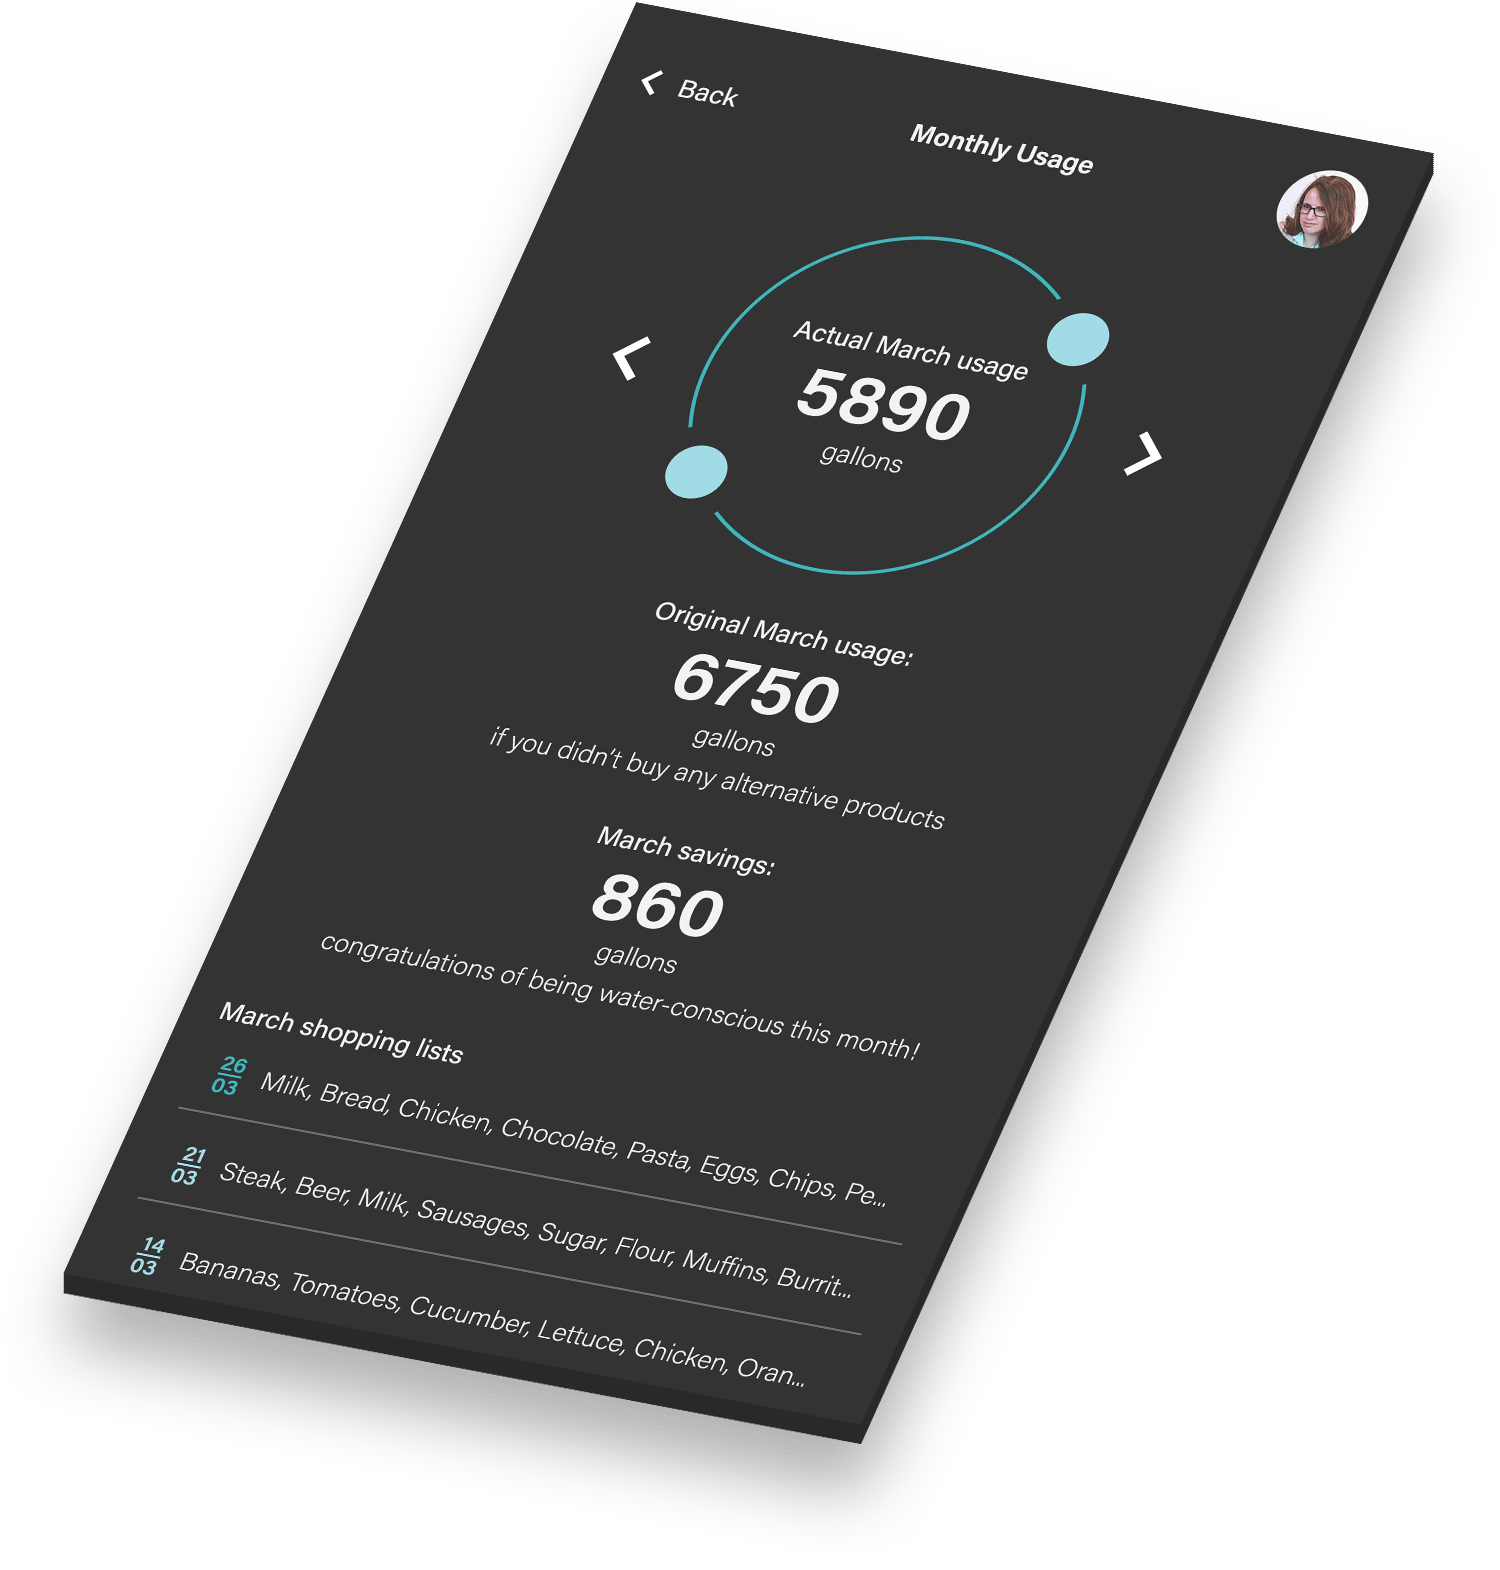 Back
Monthly Usage
Actual March usage
5890
gallons
Original March usage:
6750
gallons
if you didn't buy any alternative products
March savings:
860
gallons
congratulations of being water-conscious this month!
March shopping lists
26
03
Milk, Bread, Chicken, Chocolate, Pasta, Eggs, Chips, Pe...
21
03
Steak, Beer, Milk, Sausages, Sugar, Flour, Muffins, Burrit...
14
03
Bananas, Tomatoes, Cucumber, Lettuce, Chicken, Oran...